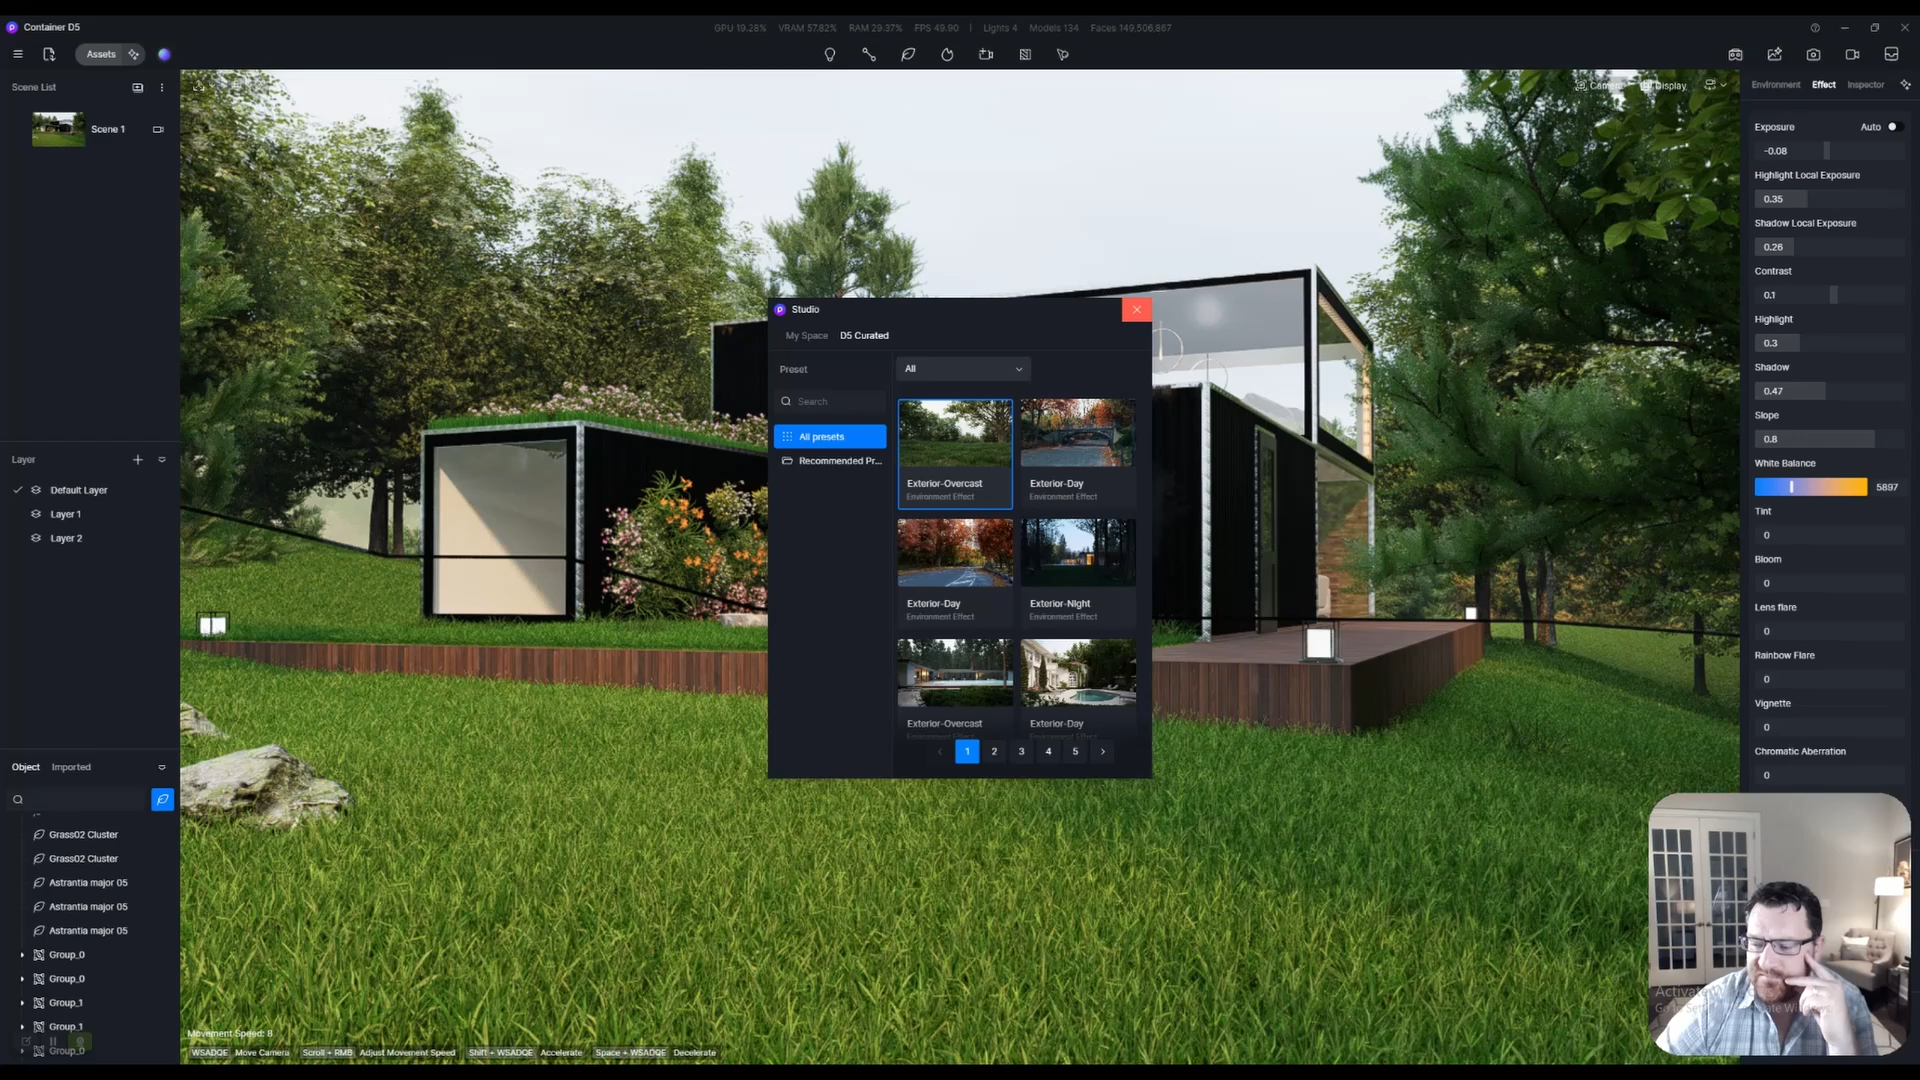 Container D5
GPU 19.28% VRAM 57.82% RAM 29.37% FPS 49.90 Lights 4 Models 134 Faces 149,506,867
Assets
Scene List
Scene 1
Display
Environment Effect Inspector
Exposure Auto
-0.08
Highlight Local Exposure
0.35
Shadow Local Exposure
0.26
Contrast
0.1
Highlight
0.3
Shadow
0.47
Slope
0.8
White Balance
5897
Tint
0
Bloom
0
Lens flare
0
Rainbow Flare
0
Vignette
0
Chromatic Aberration
0
Studio
My Space D5 Curated
Preset
All
Search
All presets
Recommended Pr...
Exterior-Overcast
Environment Effect
Exterior-Day
Environment Effect
Exterior-Day
Environment Effect
Exterior-Night
Environment Effect
Exterior-Overcast
Exterior-Day
1 2 3 4 5
Layer
Default Layer
Layer 1
Layer 2
Object Imported
Grass02 Cluster
Grass02 Cluster
Astrantia major 05
Astrantia major 05
Astrantia major 05
Group_0
Group_0
Group_1
Group_1
Group_0
Movement Speed: 8
WSADQE Move Camera Scroll + RMB Adjust Movement Speed Shift + WSADQE Accelerate Space + WSADQE Decelerate